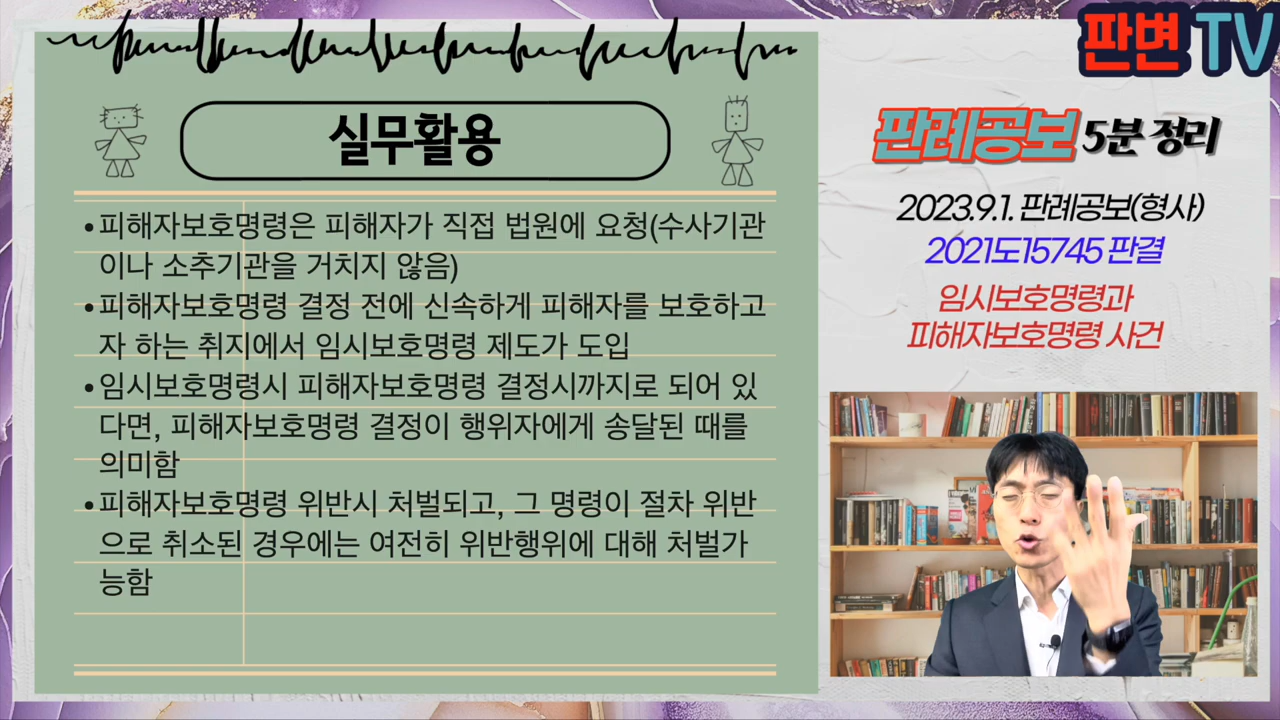 판변 TV
실무활용
•피해자보호명령은 피해자가 직접 법원에 요청(수사기관
이나 소추기관을 거치지 않음)
•피해자보호명령 결정 전에 신속하게 피해자를 보호하고
자 하는 취지에서 임시보호명령 제도가 도입
•임시보호명령시 피해자보호명령 결정시까지로 되어 있
다면, 피해자보호명령 결정이 행위자에게 송달된 때를
의미함
•피해자보호명령 위반시 처벌되고, 그 명령이 절차 위반
으로 취소된 경우에는 여전히 위반행위에 대해 처벌가
능함
판례공보 5분 정리
2023.9.1. 판례공보(형사)
2021도15745 판결
임시보호명령과
피해자보호명령 사건